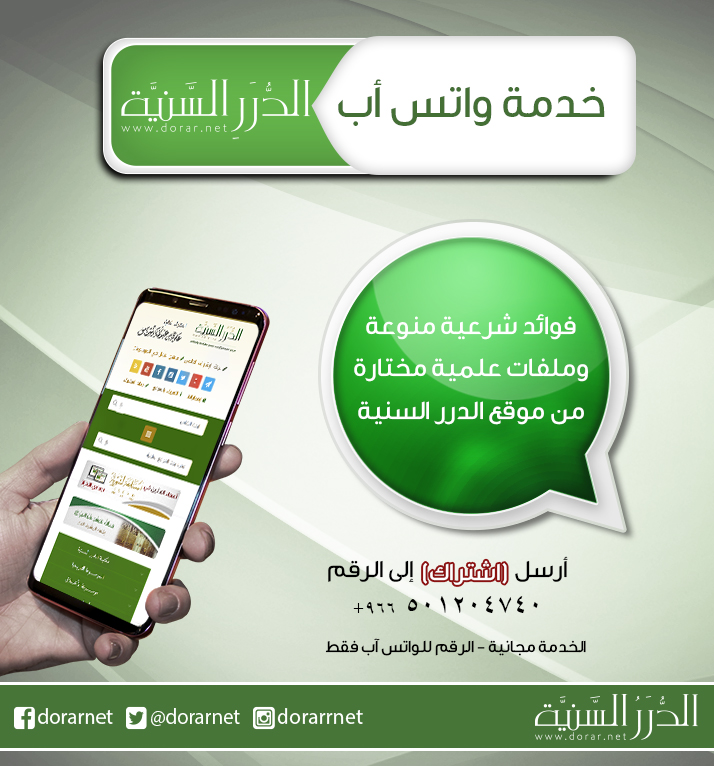 خدمة واتس أب
الدُّرَرِ السَّنِيَّة
www.dorar.net
فوائد شرعية منوعة
وملفات علمية مختارة
من موقع الدرر السنية
أرسل (اشتراك) إلى الرقم
+٩٦٦ ٥٠١٢٠٤٧٤٠
الخدمة مجانية - الرقم للواتس آب فقط
dorarnet @dorarnet dorarrnet
الدُّرَرُ السَّنِيَّة
www.dorar.net